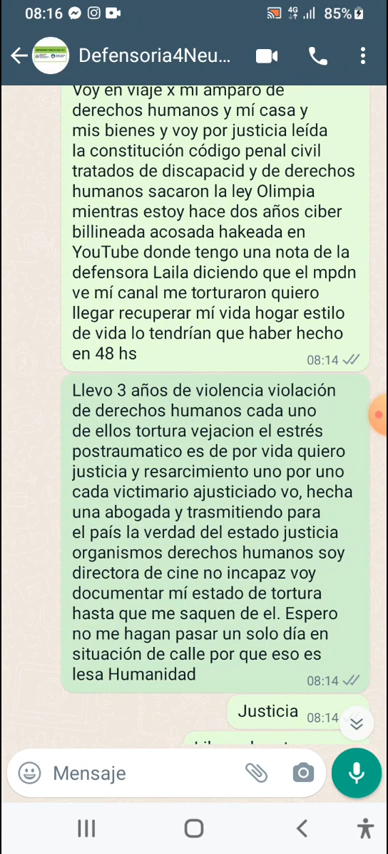 08:16
4G
85%
Defensoria4Neu...
Voy en viaje x mi amparo de
derechos humanos y mí casa y
mis bienes y voy por justicia leída
la constitución código penal civil
tratados de discapacid y de derechos
humanos sacaron la ley Olimpia
mientras estoy hace dos años ciber
billineada acosada hakeada en
YouTube donde tengo una nota de la
defensora Laila diciendo que el mpdn
ve mí canal me torturaron quiero
llegar recuperar mí vida hogar estilo
de vida lo tendrían que haber hecho
en 48 hs
08:14
Llevo 3 años de violencia violación
de derechos humanos cada uno
de ellos tortura vejacion el estrés
postraumatico es de por vida quiero
justicia y resarcimiento uno por uno
cada victimario ajusticiado vo, hecha
una abogada y trasmitiendo para
el país la verdad del estado justicia
organismos derechos humanos soy
directora de cine no incapaz voy
documentar mí estado de tortura
hasta que me saquen de el. Espero
no me hagan pasar un solo día en
situación de calle por que eso es
lesa Humanidad
08:14
Justicia 08:14
Mensaje